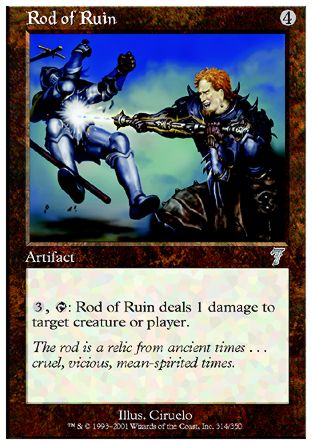 Rod of Ruin 4
Artifact 7
3, T: Rod of Ruin deals 1 damage to
target creature or player.
The rod is a relic from ancient times . . .
cruel, vicious, mean-spirited times.
Illus. Ciruelo
™ & © 1993–2001 Wizards of the Coast, Inc. 314/350